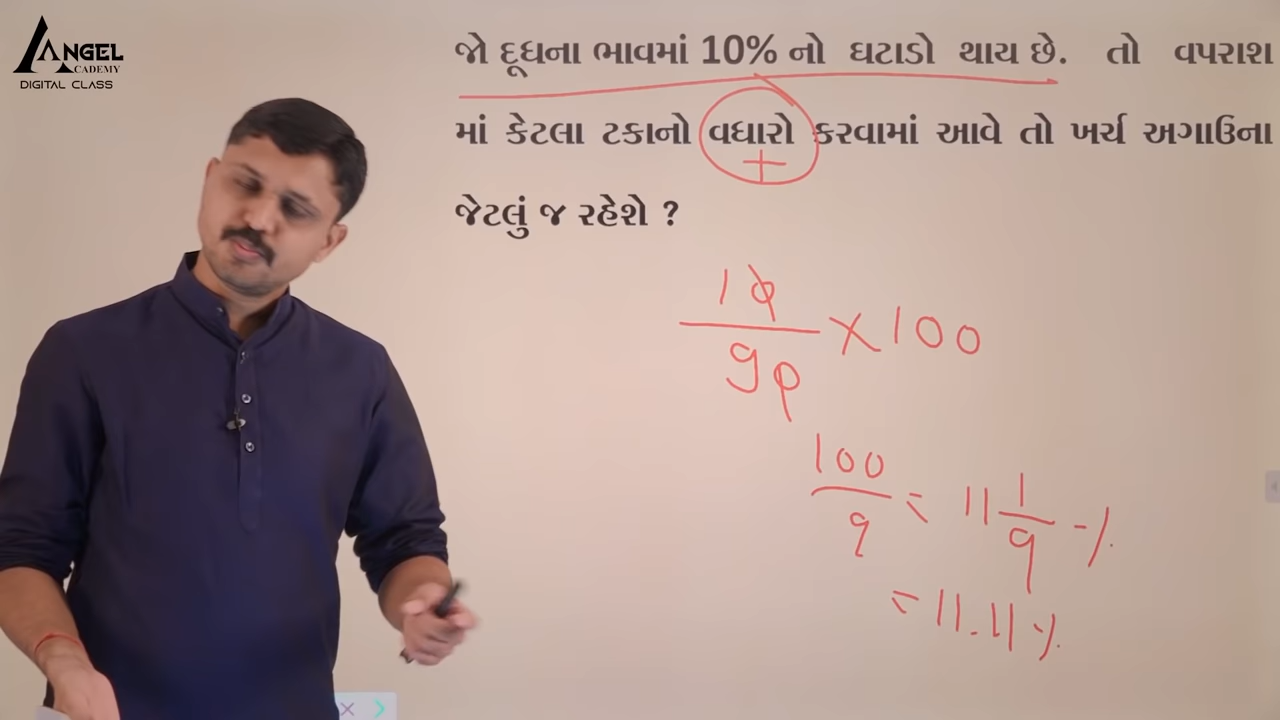 ANGEL
ACADEMY
DIGITAL CLASS
જો દૂધના ભાવમાં 10% નો ઘટાડો થાય છે. તો વપરાશ
માં કેટલા ટકાનો વધારો કરવામાં આવે તો ખર્ચ અગાઉના
+
જેટલું જ રહેશે ?
10
90 × 100
100
9 = 11 1/9 %
= 11.11 %